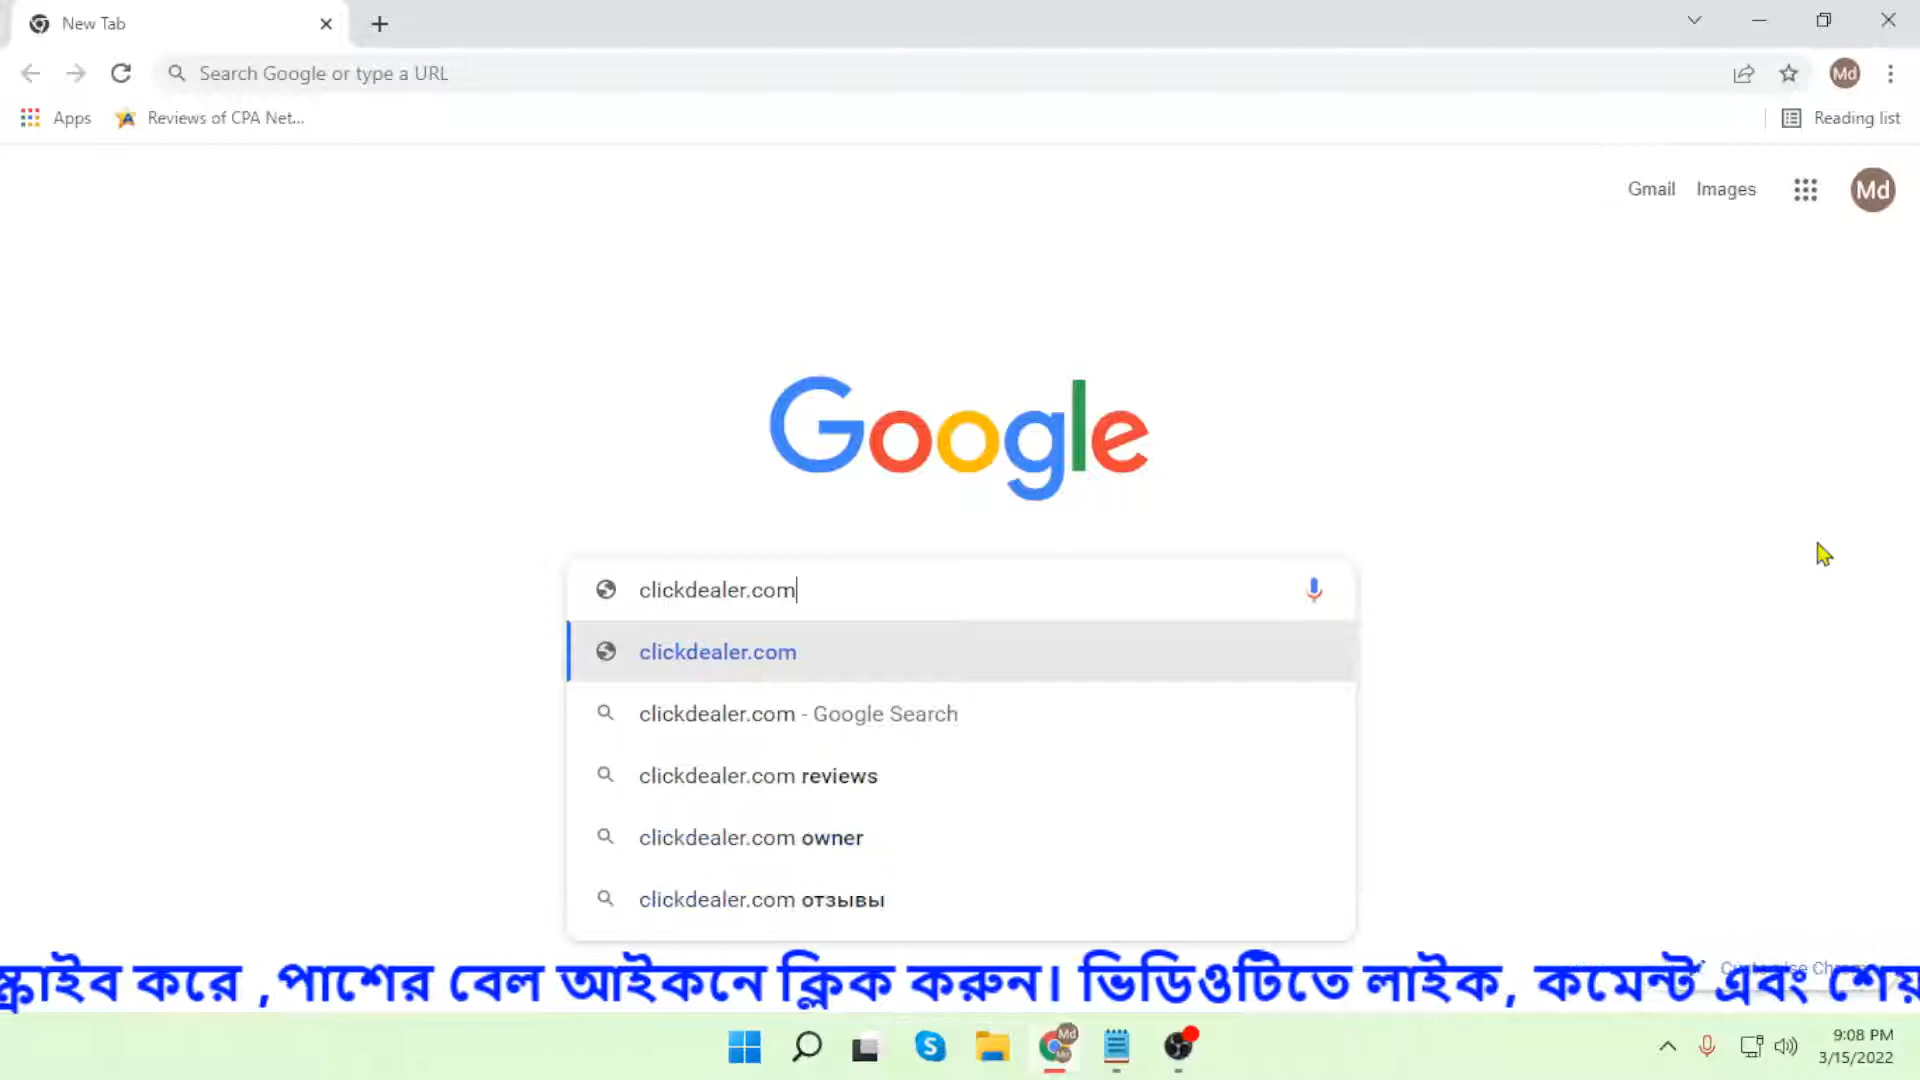 New Tab
Search Google or type a URL
Md
Apps
Reviews of CPA Net...
Reading list
Gmail
Images
Md
Google
clickdealer.com
clickdealer.com
clickdealer.com - Google Search
clickdealer.com reviews
clickdealer.com owner
clickdealer.com отзывы
স্ক্রাইব করে ,পাশের বেল আইকনে ক্লিক করুন। ভিডিওটিতে লাইক, কমেন্ট এবং শেয়
Md
9:08 PM
3/15/2022